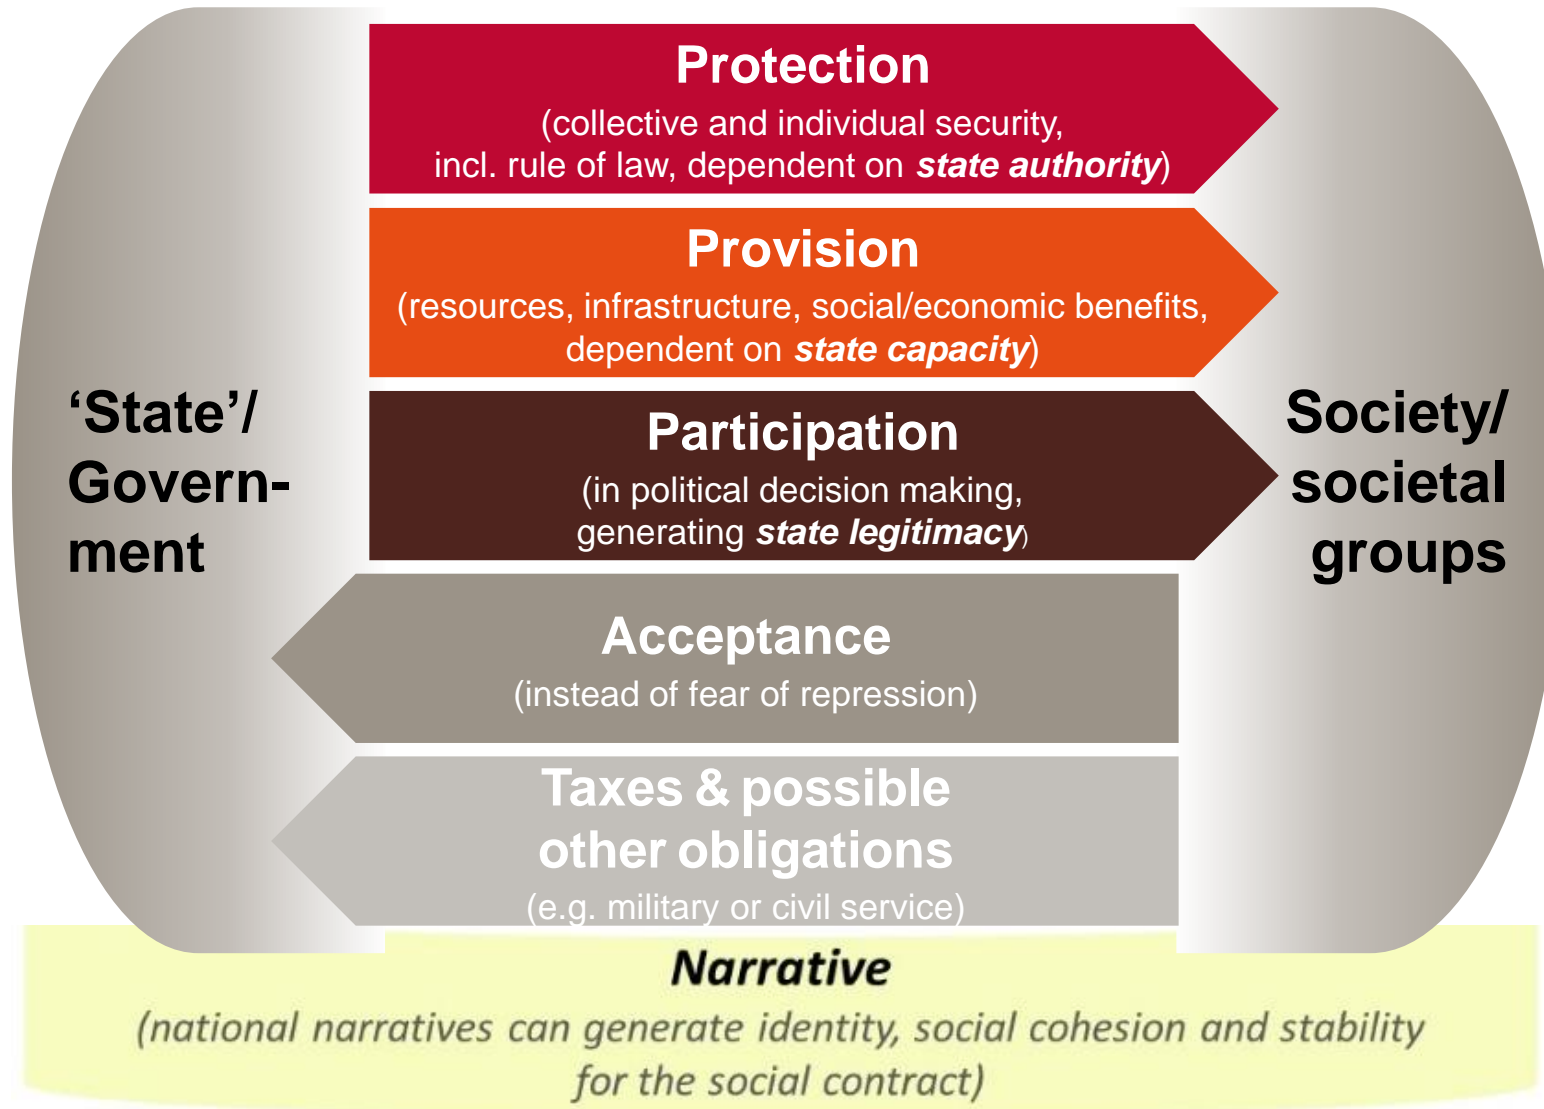 Protection
(collective and individual security,
incl. rule of law, dependent on state authority)
Provision
(resources, infrastructure, social/economic benefits,
dependent on state capacity)
‘State’/
Govern-
ment
Participation
(in political decision making,
generating state legitimacy)
Society/
societal
groups
Acceptance
(instead of fear of repression)
Taxes & possible
other obligations
(e.g. military or civil service)
Narrative
(national narratives can generate identity, social cohesion and stability
for the social contract)